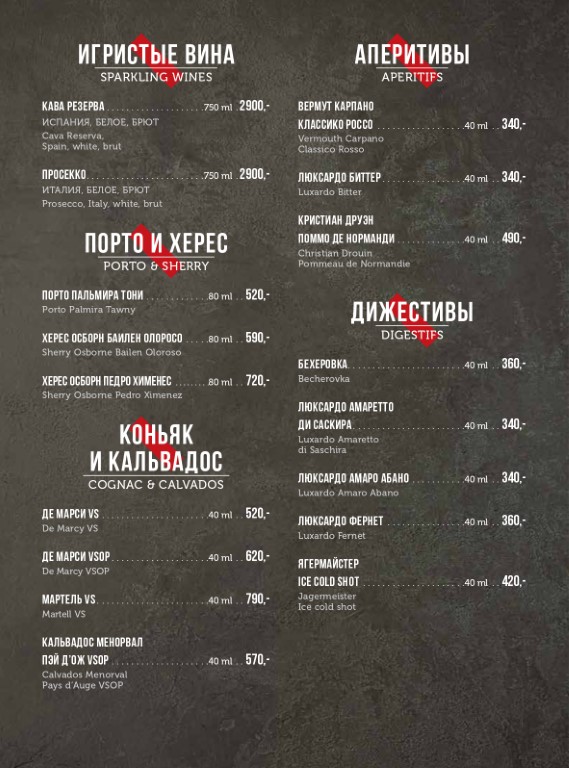 ИГРИСТЫЕ ВИНА
SPARKLING WINES
КАВА РЕЗЕРВА 750 ml 2900,-
ИСПАНИЯ, БЕЛОЕ, БРЮТ
Cava Reserva,
Spain, white, brut
ПРОСЕККО 750 ml 2900,-
ИТАЛИЯ, БЕЛОЕ, БРЮТ
Prosecco, Italy, white, brut
ПОРТО И ХЕРЕС
PORTO & SHERRY
ПОРТО ПАЛЬМИРА ТОНИ 80 ml 520,-
Porto Palmira Tawny
ХЕРЕС ОСБОРН БАИЛЕН ОЛОРОСО 80 ml 590,-
Sherry Osborne Bailen Oloroso
ХЕРЕС ОСБОРН ПЕДРО ХИМЕНЕС 80 ml 720,-
Sherry Osborne Pedro Ximenez
КОНЬЯК
И КАЛЬВАДОС
COGNAC & CALVADOS
ДЕ МАРСИ VS 40 ml 520,-
De Marcy VS
ДЕ МАРСИ VSOP 40 ml 620,-
De Marcy VSOP
МАРТЕЛЬ VS 40 ml 790,-
Martell VS
КАЛЬВАДОС МЕНОРВАЛ
ПЭЙ Д'ОЖ VSOP 40 ml 570,-
Calvados Menorval
Pays d'Auge VSOP
АПЕРИТИВЫ
APERITIFS
ВЕРМУТ КАРПАНО
КЛАССИКО РОССО 40 ml 340,-
Vermouth Carpano
Classico Rosso
ЛЮКСАРДО БИТТЕР 40 ml 340,-
Luxardo Bitter
КРИСТИАН ДРУЭН
ПОММО ДЕ НОРМАНДИ 40 ml 490,-
Christian Drouin
Pommeau de Normandie
ДИЖЕСТИВЫ
DIGESTIFS
БЕХЕРОВКА 40 ml 360,-
Becherovka
ЛЮКСАРДО АМАРЕТТО
ДИ САСКИРА 40 ml 340,-
Luxardo Amaretto
di Saschira
ЛЮКСАРДО АМАРО АБАНО 40 ml 340,-
Luxardo Amaro Abano
ЛЮКСАРДО ФЕРНЕТ 40 ml 360,-
Luxardo Fernet
ЯГЕРМАЙСТЕР
ICE COLD SHOT 40 ml 420,-
Jagermeister
Ice cold shot